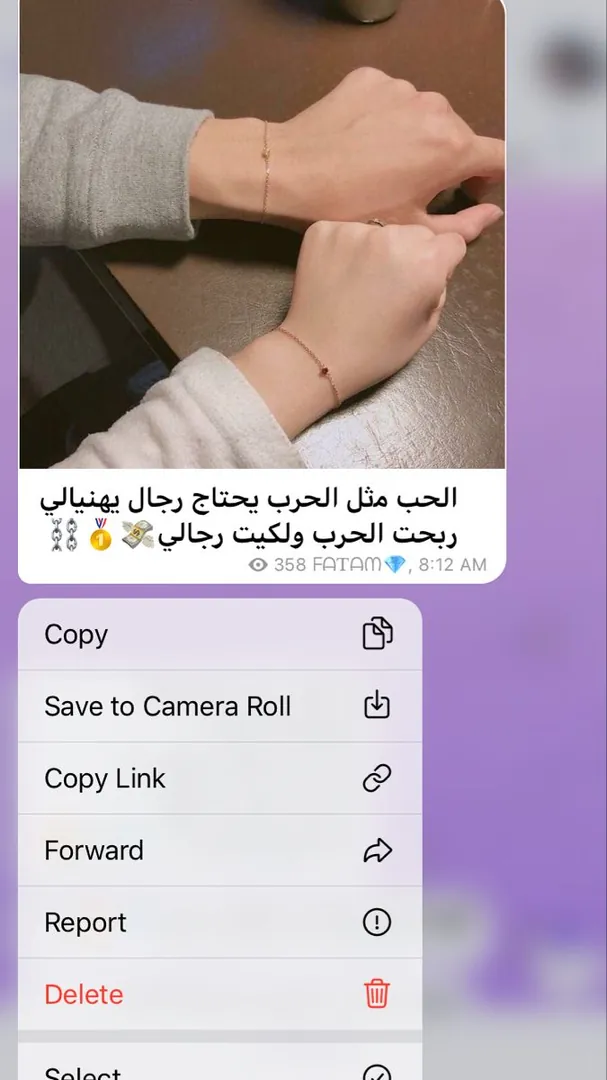 الحب مثل الحرب يحتاج رجال يهنيالي
ربحت الحرب ولكيت رجالي💸🥇⛓️
358 FATAM💎, 8:12 AM
Copy
Save to Camera Roll
Copy Link
Forward
Report
Delete
Select